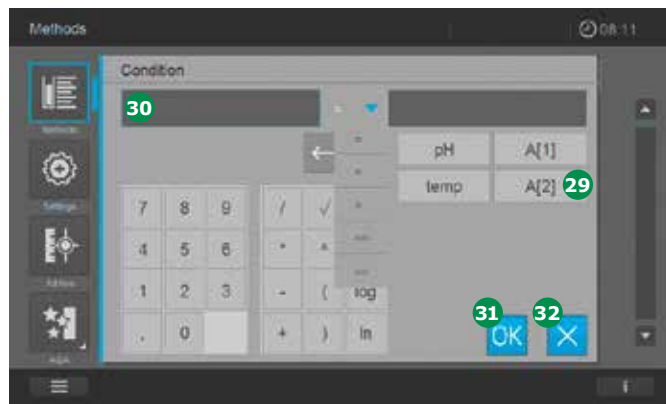 Methods
08:11
Condition
30
←
pH
A[1]
temp
A[2]
29
7 8 9 / √
4 5 6 * ^
1 2 3 - ( log
. 0 + ) ln
31
32
OK
Methods
Settings
AQA
i